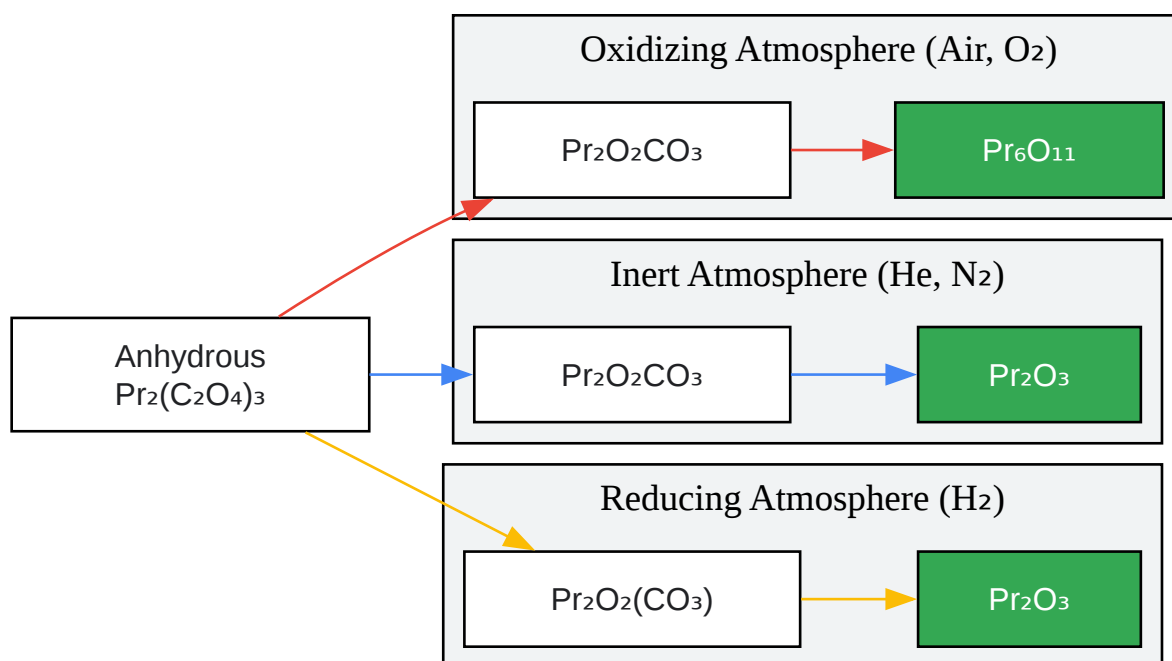 Oxidizing Atmosphere (Air, O₂)
Pr₂O₂CO₃
Pr₆O₁₁
Inert Atmosphere (He, N₂)
Anhydrous
Pr₂(C₂O₄)₃
Pr₂O₂CO₃
Pr₂O₃
Reducing Atmosphere (H₂)
Pr₂O₂(CO₃)
Pr₂O₃